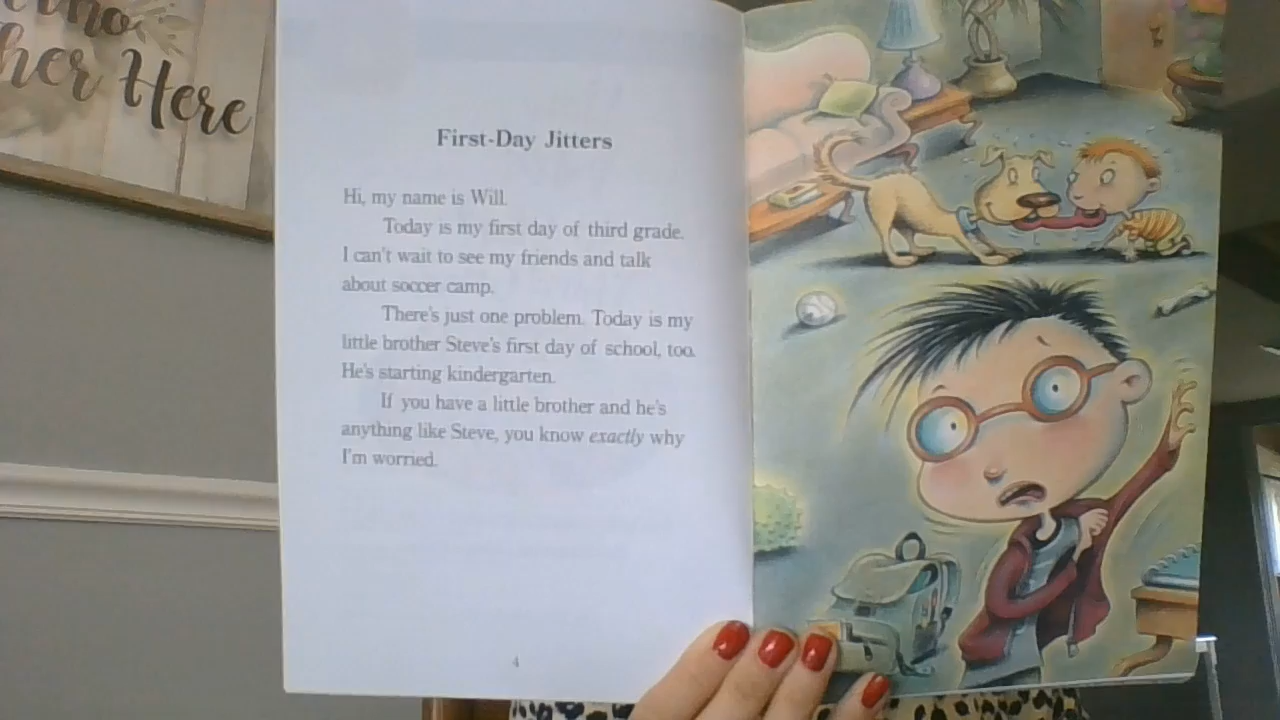 her Here
First-Day Jitters
Hi, my name is Will.
Today is my first day of third grade.
I can't wait to see my friends and talk
about soccer camp.
There's just one problem. Today is my
little brother Steve's first day of school, too.
He's starting kindergarten.
If you have a little brother and he's
anything like Steve, you know exactly why
I'm worried.
4